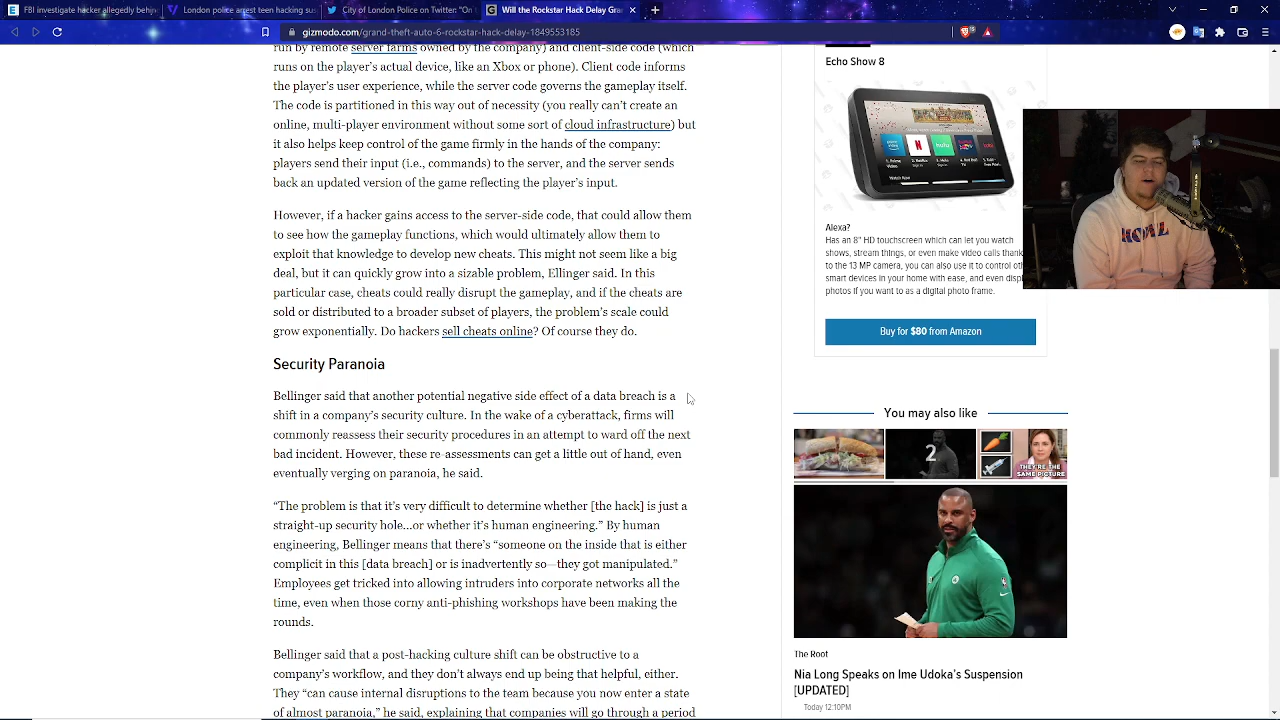 FBI investigate hacker allegedly behin
London police arrest teen hacking su
City of London Police on Twitter: "On
Will the Rockstar Hack Delay Gra
gizmodo.com/grand-theft-auto-6-rockstar-hack-delay-1849553185
run by remote server farms owned by the company) and client-side code (which
runs on the player's actual device, like an Xbox or phone). Client code informs
the player's user experience, while the server code governs the gameplay itself.
The code is partitioned in this way out of necessity (you really can't create an
online, multi-player environment without some sort of cloud infrastructure) but
it also helps keep control of the game firmly in the hands of the company:
players send their input (i.e., commands) to the server, and the server sends
back an updated version of the game reflecting the player's input.
However, if a hacker gains access to the server-side code, that could allow them
to see how the gameplay functions, which would ultimately allow them to
exploit that knowledge to develop new cheats. This might not seem like a big
deal, but it can quickly grow into a sizable problem, Ellinger said. In this
particular case, cheats could really disrupt the gameplay, and if the cheats are
sold or distributed to a broader subset of players, the problem's scale could
grow exponentially. Do hackers sell cheats online? Of course they do.
Security Paranoia
Bellinger said that another potential negative side effect of a data breach is a
shift in a company's security culture. In the wake of a cyberattack, firms will
commonly reassess their security procedures in an attempt to ward off the next
bad incident. However, these re-assessments can get a little out of hand, even
eventually verging on paranoia, he said.
"The problem is that it's very difficult to determine whether [the hack] is just a
straight-up security hole...or whether it's human engineering." By human
engineering, Bellinger means that there's "someone on the inside that is either
complicit in this [data breach] or is inadvertently so—they got manipulated."
Employees get tricked into allowing intruders into corporate networks all the
time, even when those corny anti-phishing workshops have been making the
rounds.
Bellinger said that a post-hacking culture shift can be obstructive to a
company's workflow, and they don't always end up being that helpful, either.
They "can cause internal disruptions to the team because you now enter a state
of almost paranoia," he said, explaining that companies will go through a period
Echo Show 8
Alexa?
Has an 8" HD touchscreen which can let you watch
shows, stream things, or even make video calls thank
to the 13 MP camera, you can also use it to control oth
smart devices in your home with ease, and even displ
photos if you want to as a digital photo frame.
Buy for $80 from Amazon
You may also like
2
THEY'RE THE
SAME PICTURE
The Root
Nia Long Speaks on Ime Udoka's Suspension
[UPDATED]
Today 12:10PM